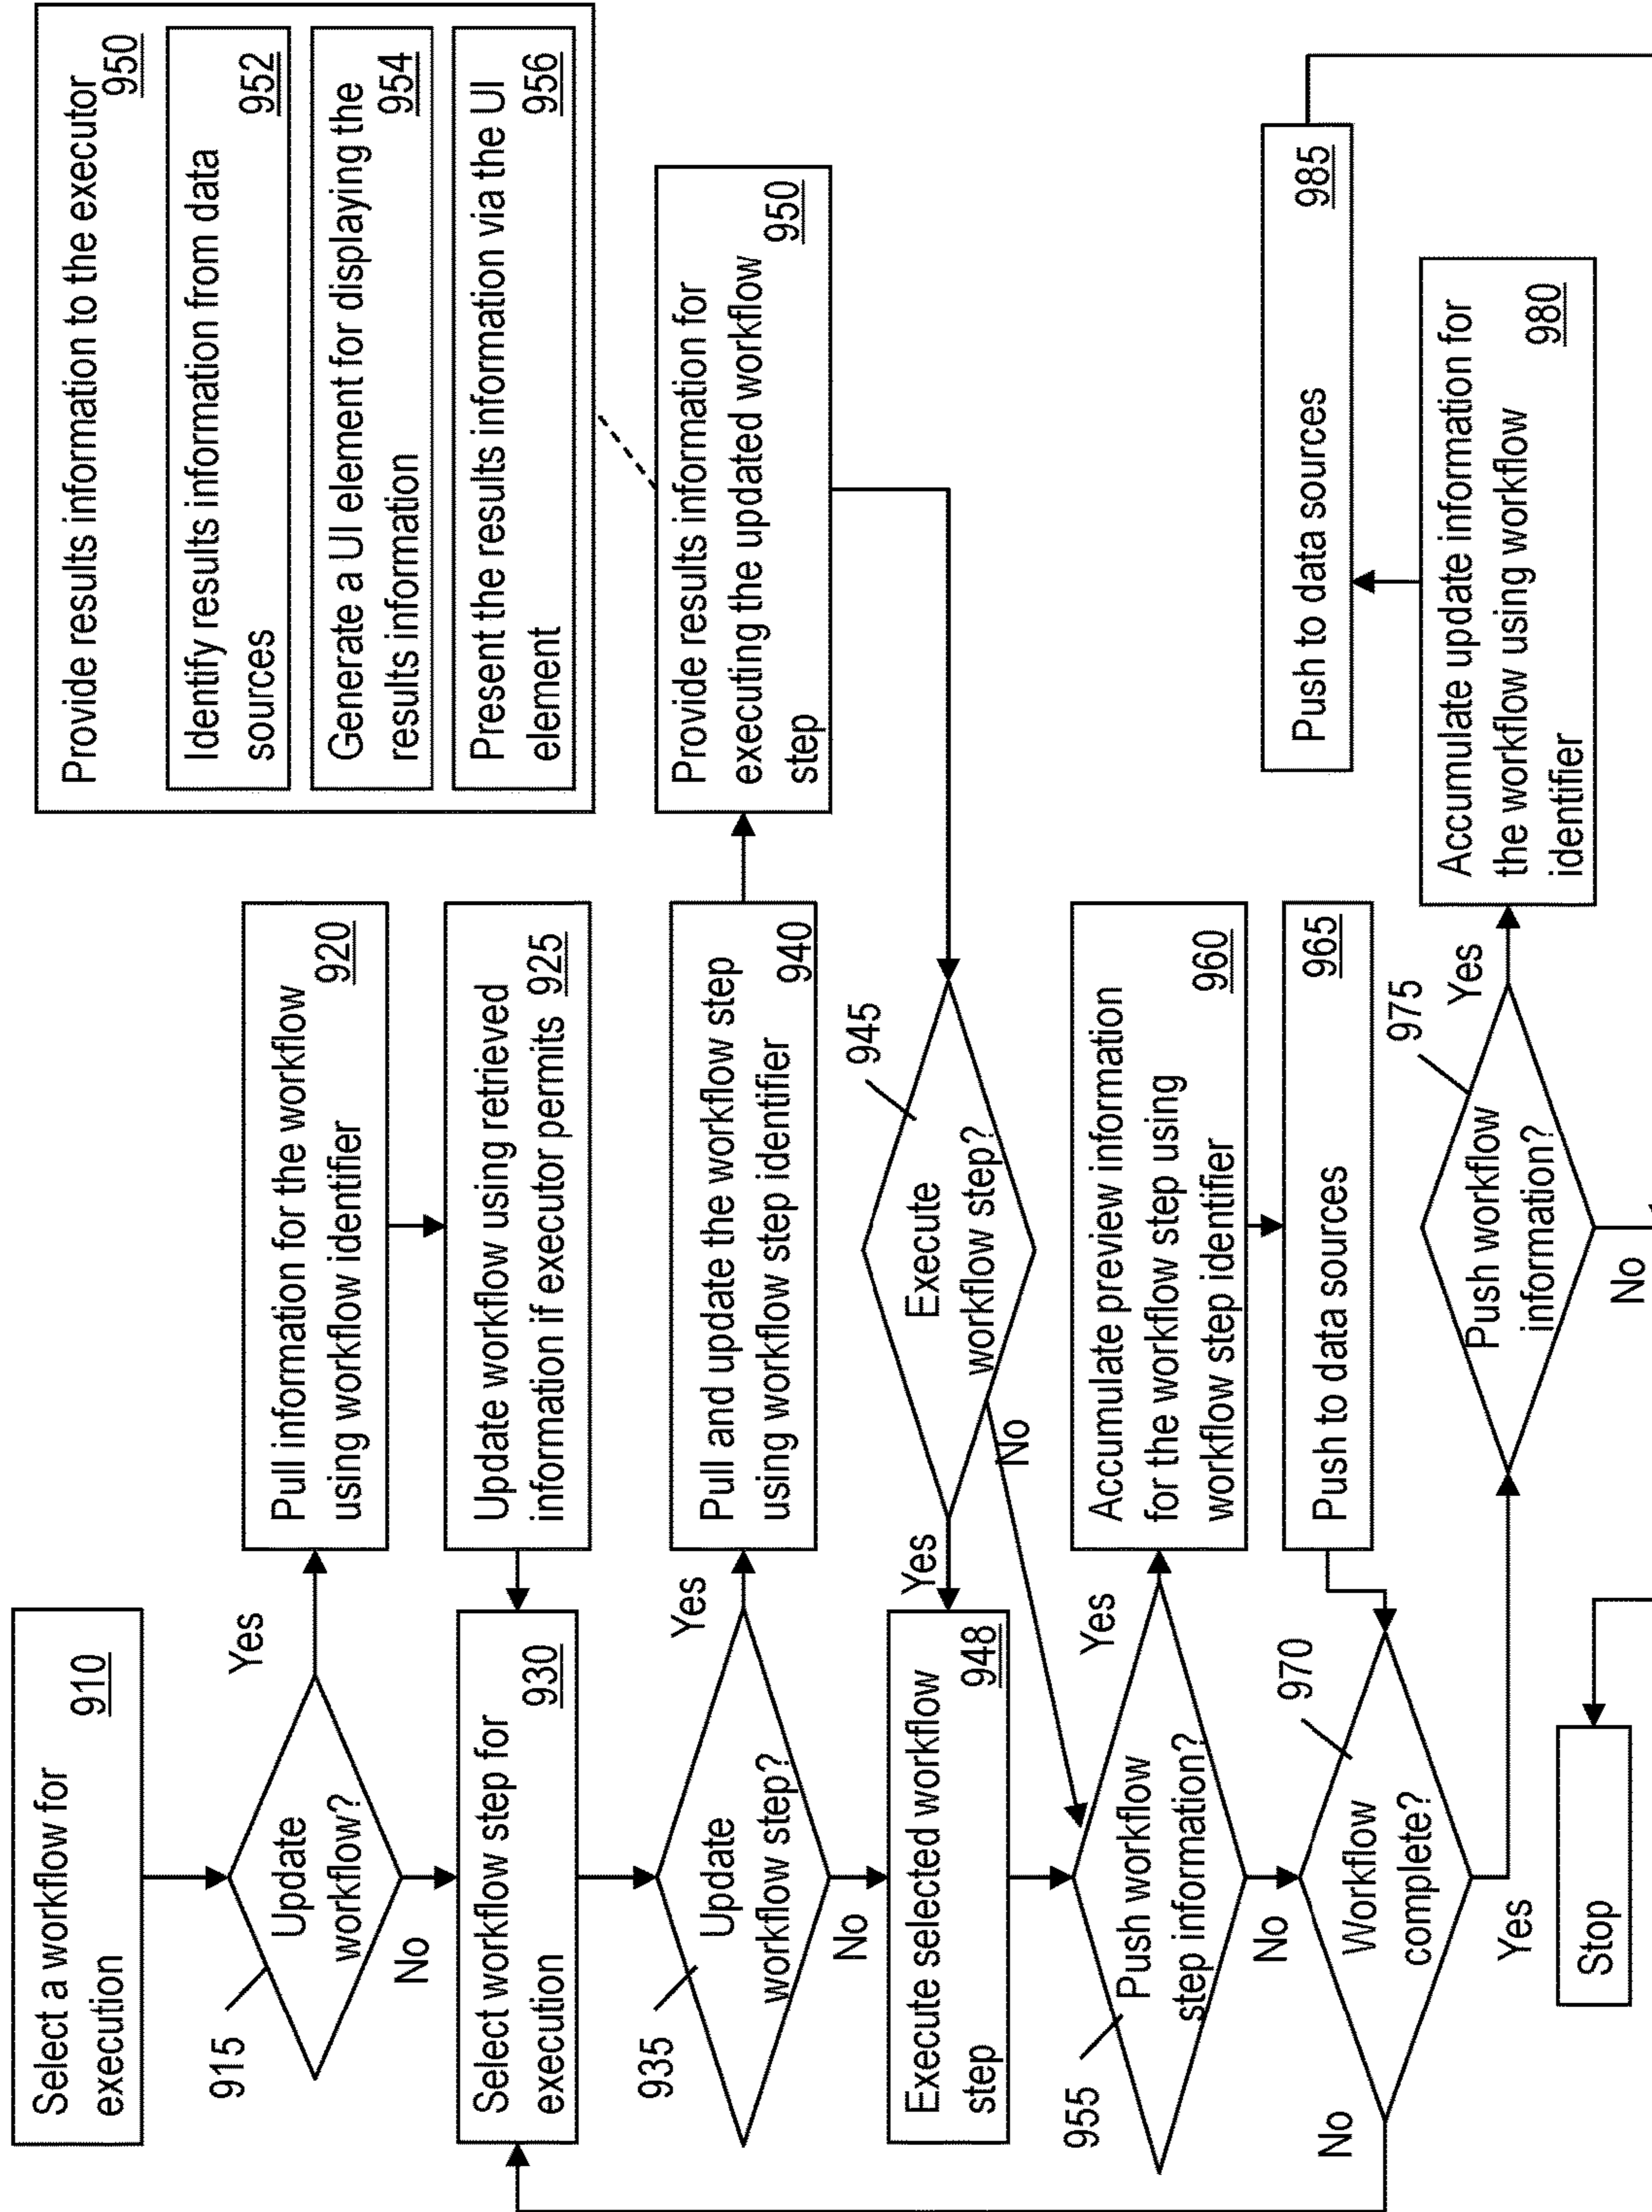 Select a workflow for
execution
910
915
Update
workflow?
Yes
No
Pull information for the workflow
using workflow identifier
920
Update workflow using retrieved
information if executor permits 925
Select workflow step for
execution
930
935
Update
workflow step?
Yes
No
Pull and update the workflow step
using workflow step identifier
940
Provide results information for
executing the updated workflow
step
950
Provide results information to the executor
950
Identify results information from data
sources
952
Generate a UI element for displaying the
results information
954
Present the results information via the UI
element
956
945
Execute
workflow step?
Yes
No
Execute selected workflow
step
948
955
Push workflow
step information?
Yes
No
Accumulate preview information
for the workflow step using
workflow step identifier
960
Push to data sources
965
970
Workflow
complete?
No
Yes
975
Push workflow
information?
Yes
No
Accumulate update information for
the workflow using workflow
identifier
980
Push to data sources
985
Stop